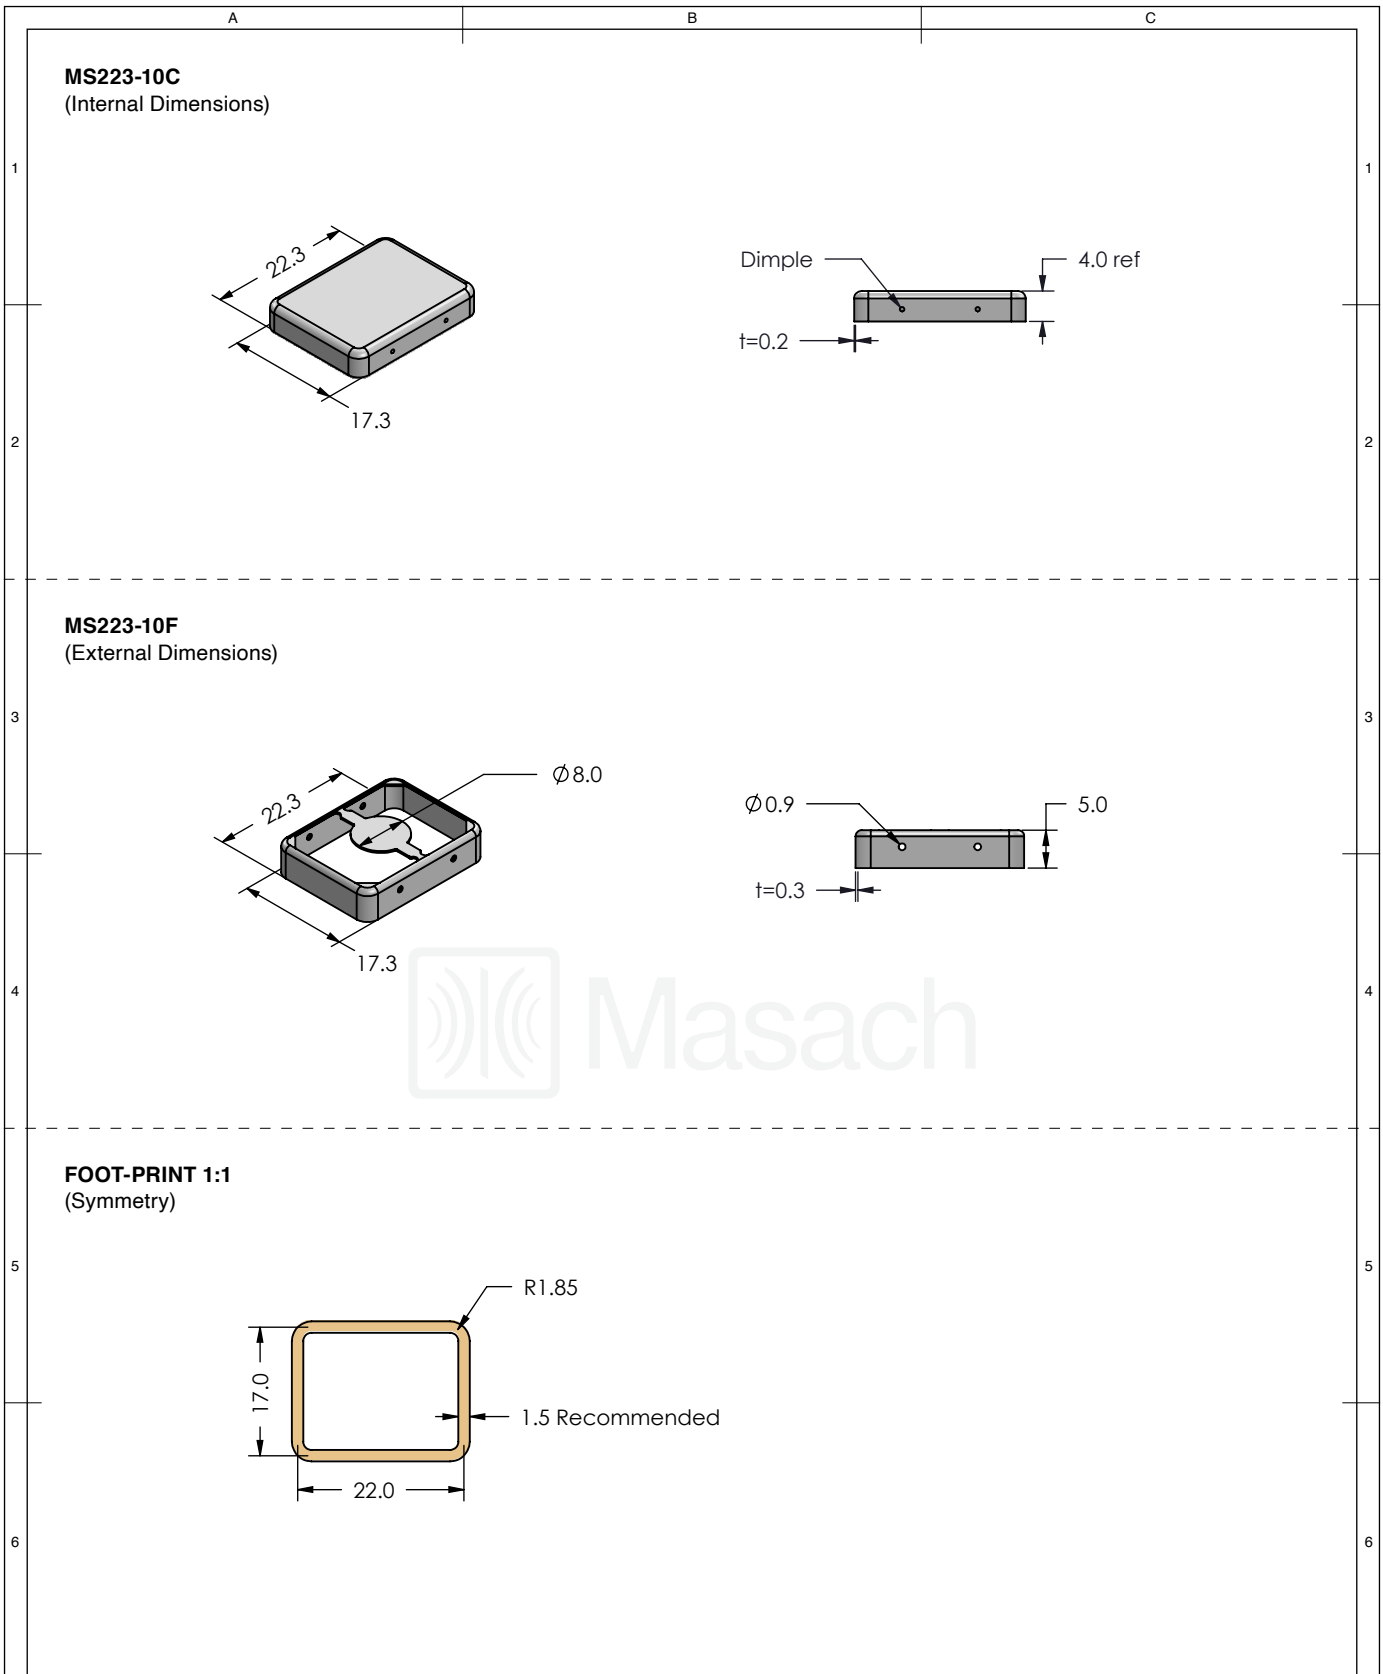 A B C
MS223-10C
(Internal Dimensions)
1 1
22.3
17.3
Dimple
4.0 ref
t=0.2
2 2
MS223-10F
(External Dimensions)
3 3
22.3
Ø8.0
17.3
Ø0.9
5.0
t=0.3
Masach
4 4
FOOT-PRINT 1:1
(Symmetry)
5 5
R1.85
17.0
1.5 Recommended
22.0
6 6